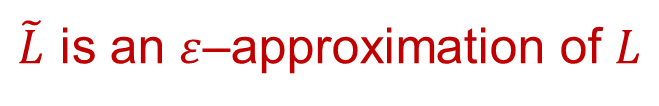 L̃ is an ε–approximation of L